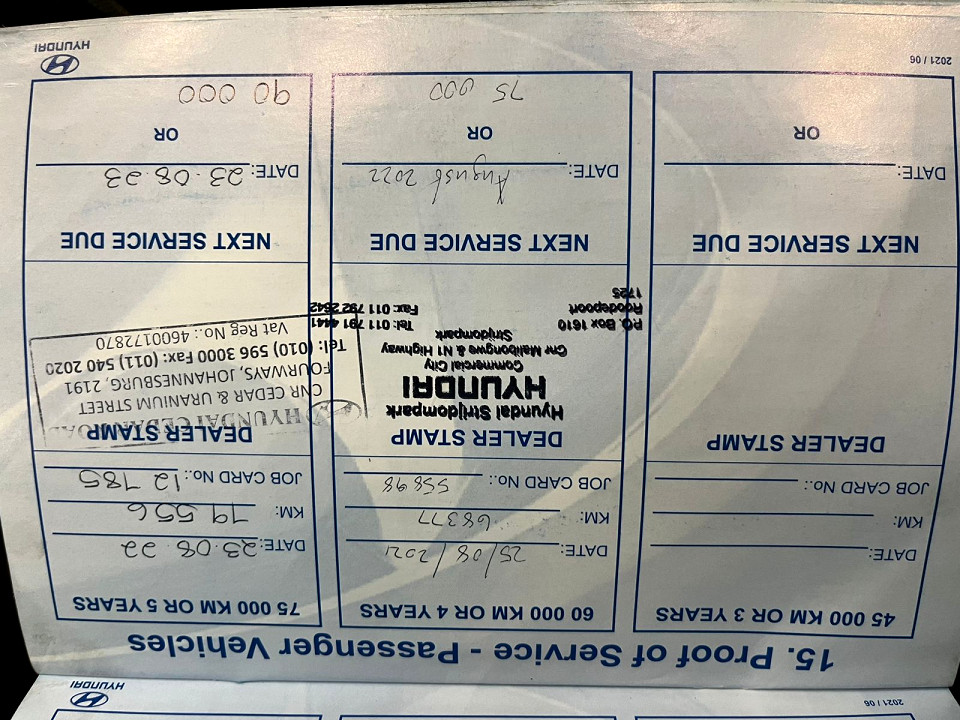 15. Proof of Service - Passenger Vehicles
45 000 KM OR 3 YEARS
DATE:
KM:
JOB CARD No.:
DEALER STAMP
NEXT SERVICE DUE
DATE:
OR
60 000 KM OR 4 YEARS
DATE: 25/08/2021
KM: 68377
JOB CARD No.: 55898
DEALER STAMP
Hyundai Strijdompark
HYUNDAI
Commercial City
Cnr Malibongwe & N1 Highway
Strijdompark
P.O. Box 1610
Roodepoort
1725
Tel: 011 791 4441
Fax: 011 792 2642
NEXT SERVICE DUE
DATE: August 2022
OR
75 000
75 000 KM OR 5 YEARS
DATE: 23.08.22
KM: 79 556
JOB CARD No.: 12 785
DEALER STAMP
HYUNDAI CEDAR
CNR CEDAR & URANIUM STREET
FOURWAYS, JOHANNESBURG, 2191
Tel: (010) 596 3000 Fax: (011) 540 2020
Vat Reg No.: 4600172870
NEXT SERVICE DUE
DATE: 23.08.23
OR
90 000
2021 / 06
HYUNDAI
2021 / 06
HYUNDAI